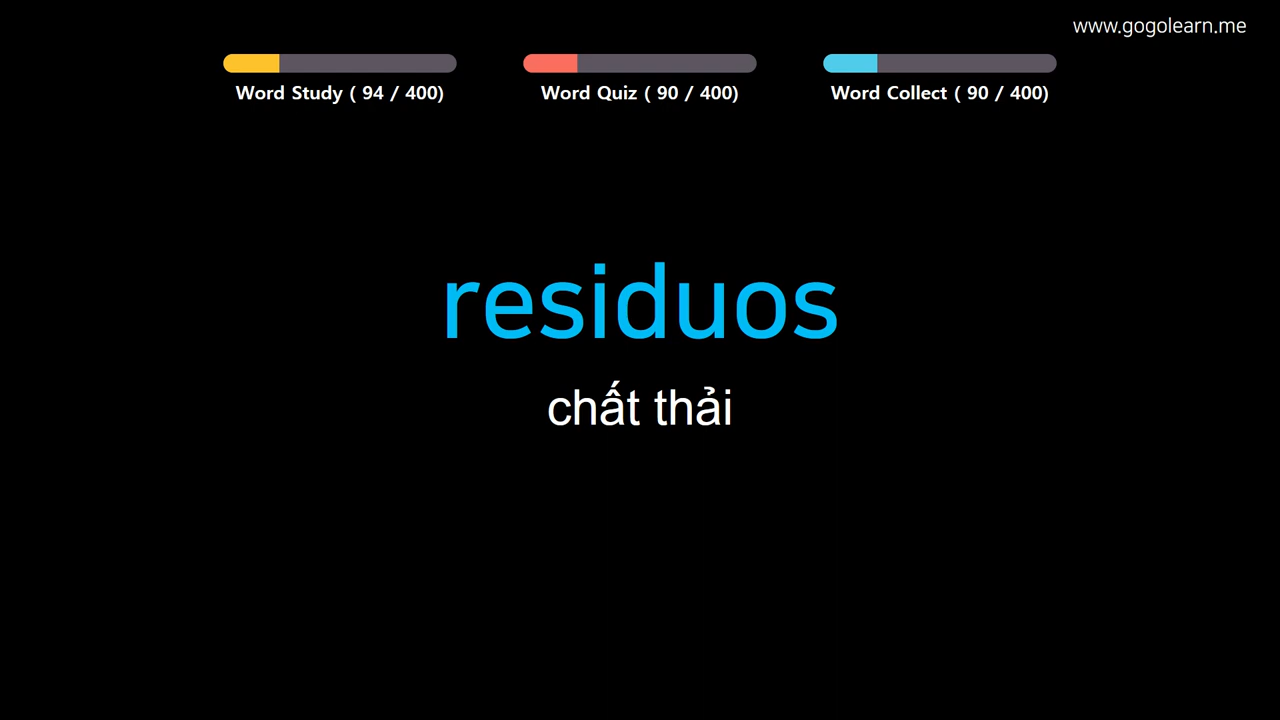 www.gogolearn.me
Word Study ( 94 / 400)
Word Quiz ( 90 / 400)
Word Collect ( 90 / 400)
residuos
chất thải